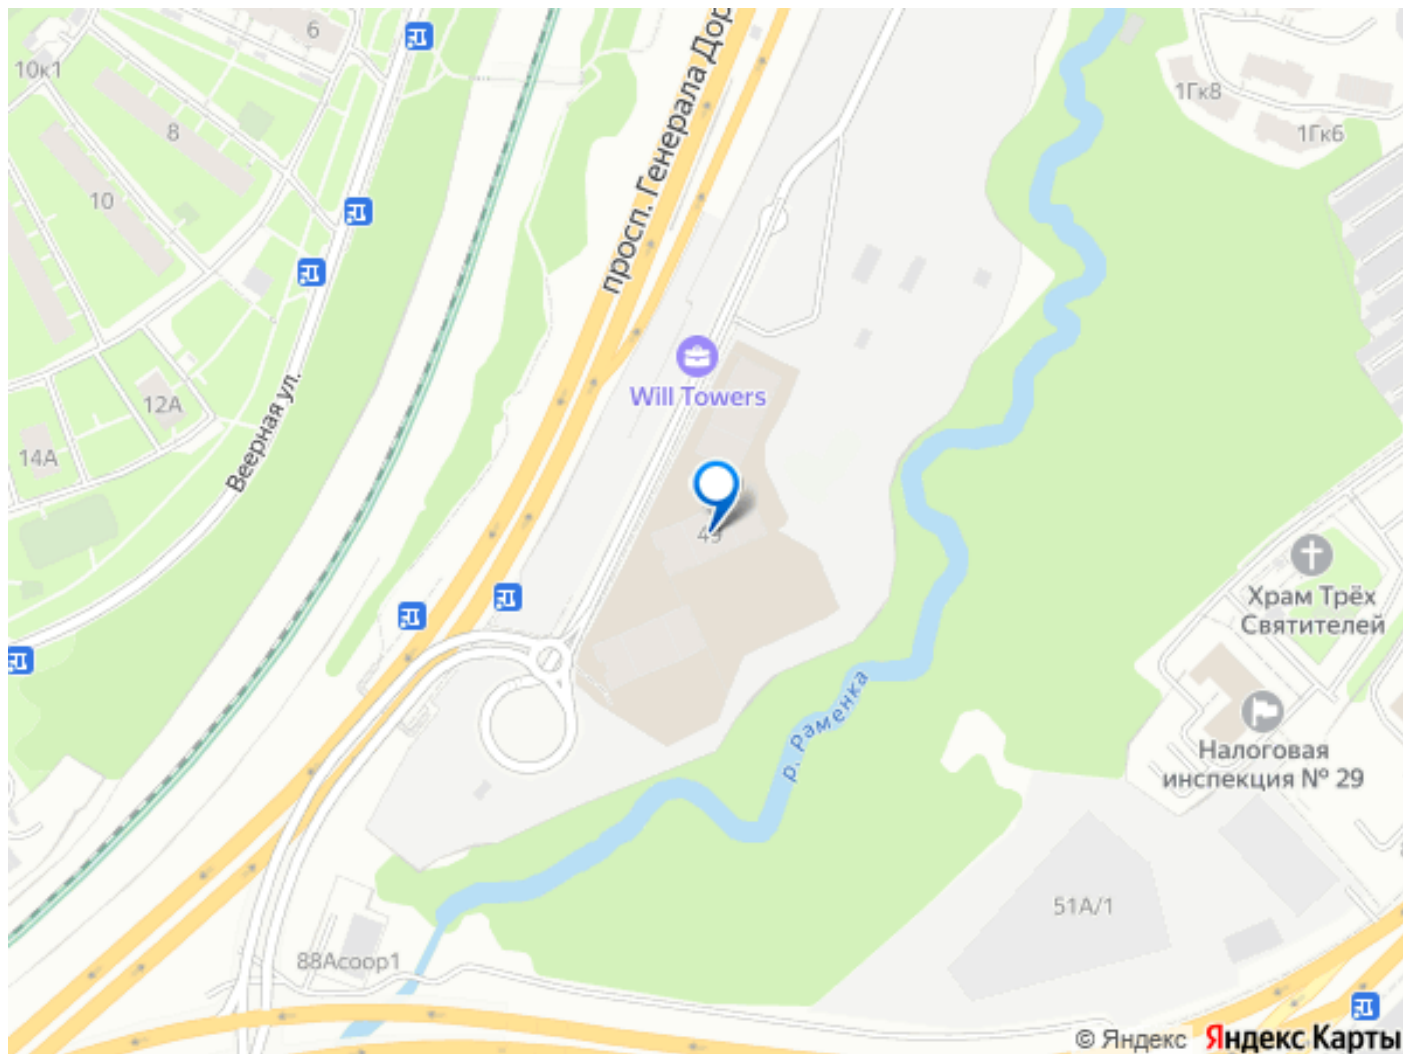 6
10к1
8
1Гк8
1Гк6
10
просп. Генерала Дор
Will Towers
12А
14А
Веерная ул.
Храм Трёх
Святителей
р. Раменка
Налоговая
инспекция № 29
51А/1
88Асоор1
© Яндекс Яндекс Карты